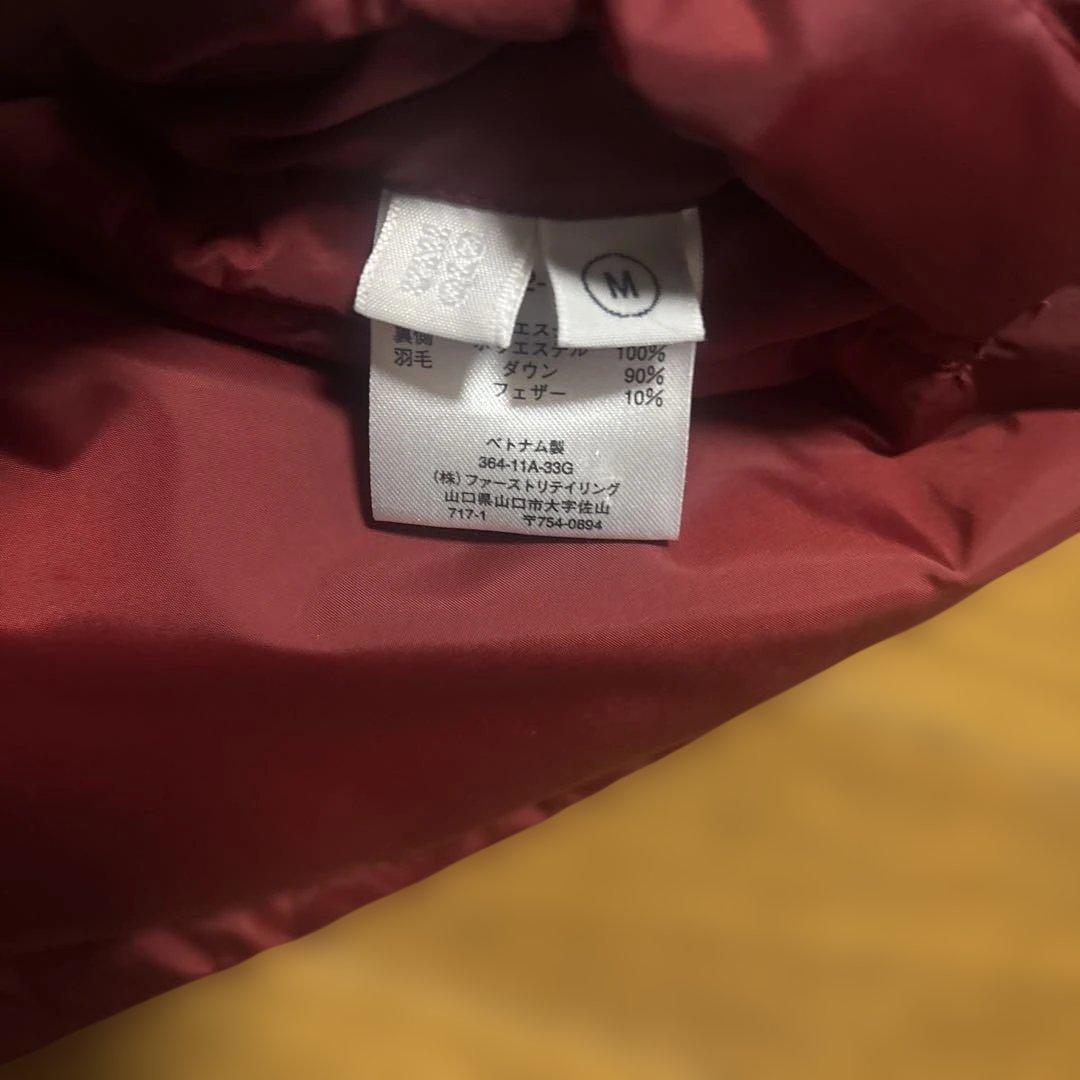 M
裏側
ポリエステル 100%
羽毛 ダウン 90%
フェザー 10%
ベトナム製
364-11A-33G
(株)ファーストリテイリング
山口県山口市大字佐山
717-1 〒754-0894